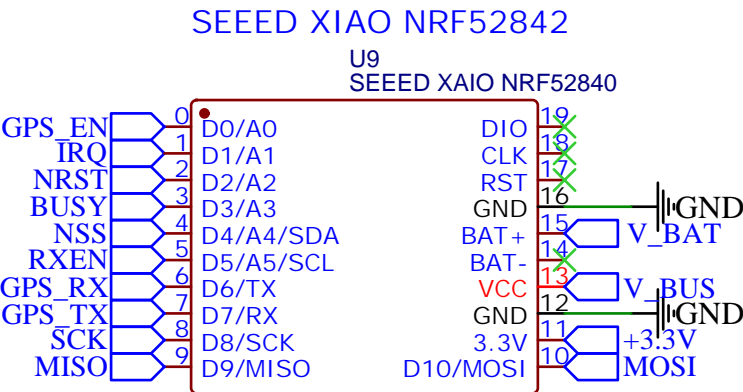 SEEED XIAO NRF52842
U9
SEEED XAIO NRF52840
GPS_EN 0 D0/A0 DIO 19
IRQ 1 D1/A1 CLK 18
NRST 2 D2/A2 RST 17
BUSY 3 D3/A3 GND 16 GND
NSS 4 D4/A4/SDA BAT+ 15 V_BAT
RXEN 5 D5/A5/SCL BAT- 14
GPS_RX 6 D6/TX VCC 13 V_BUS
GPS_TX 7 D7/RX GND 12 GND
SCK 8 D8/SCK 3.3V 11 +3.3V
MISO 9 D9/MISO D10/MOSI 10 MOSI